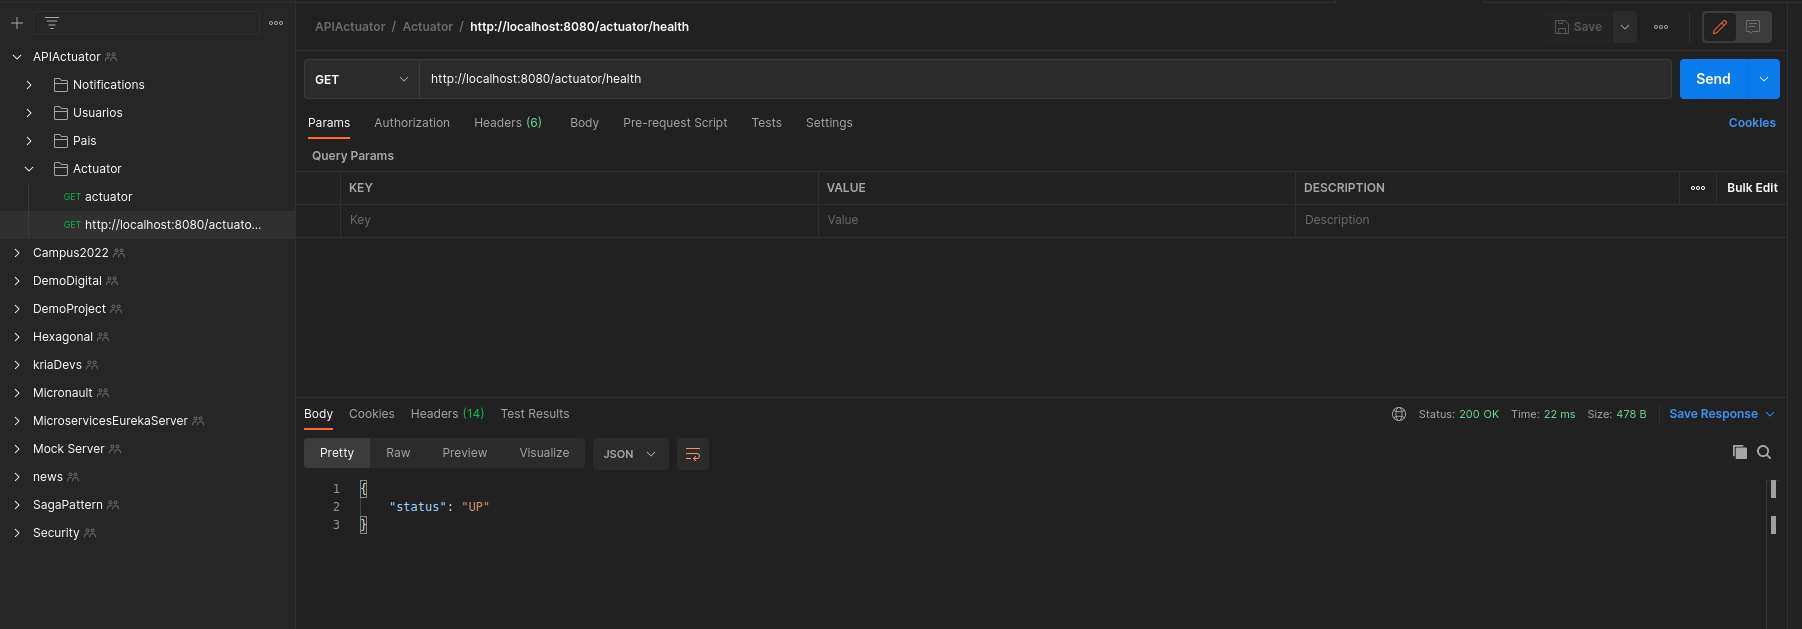 APIActuator
Notifications
Usuarios
Pais
Actuator
GET actuator
GET http://localhost:8080/actuato...
Campus2022
DemoDigital
DemoProject
Hexagonal
kriaDevs
Micronault
MicroservicesEurekaServer
Mock Server
news
SagaPattern
Security
APIActuator / Actuator / http://localhost:8080/actuator/health
Save
GET http://localhost:8080/actuator/health Send
Params Authorization Headers (6) Body Pre-request Script Tests Settings Cookies
Query Params
KEY VALUE DESCRIPTION Bulk Edit
Key Value Description
Body Cookies Headers (14) Test Results Status: 200 OK Time: 22 ms Size: 478 B Save Response
Pretty Raw Preview Visualize JSON
1 {
2 "status": "UP"
3 }